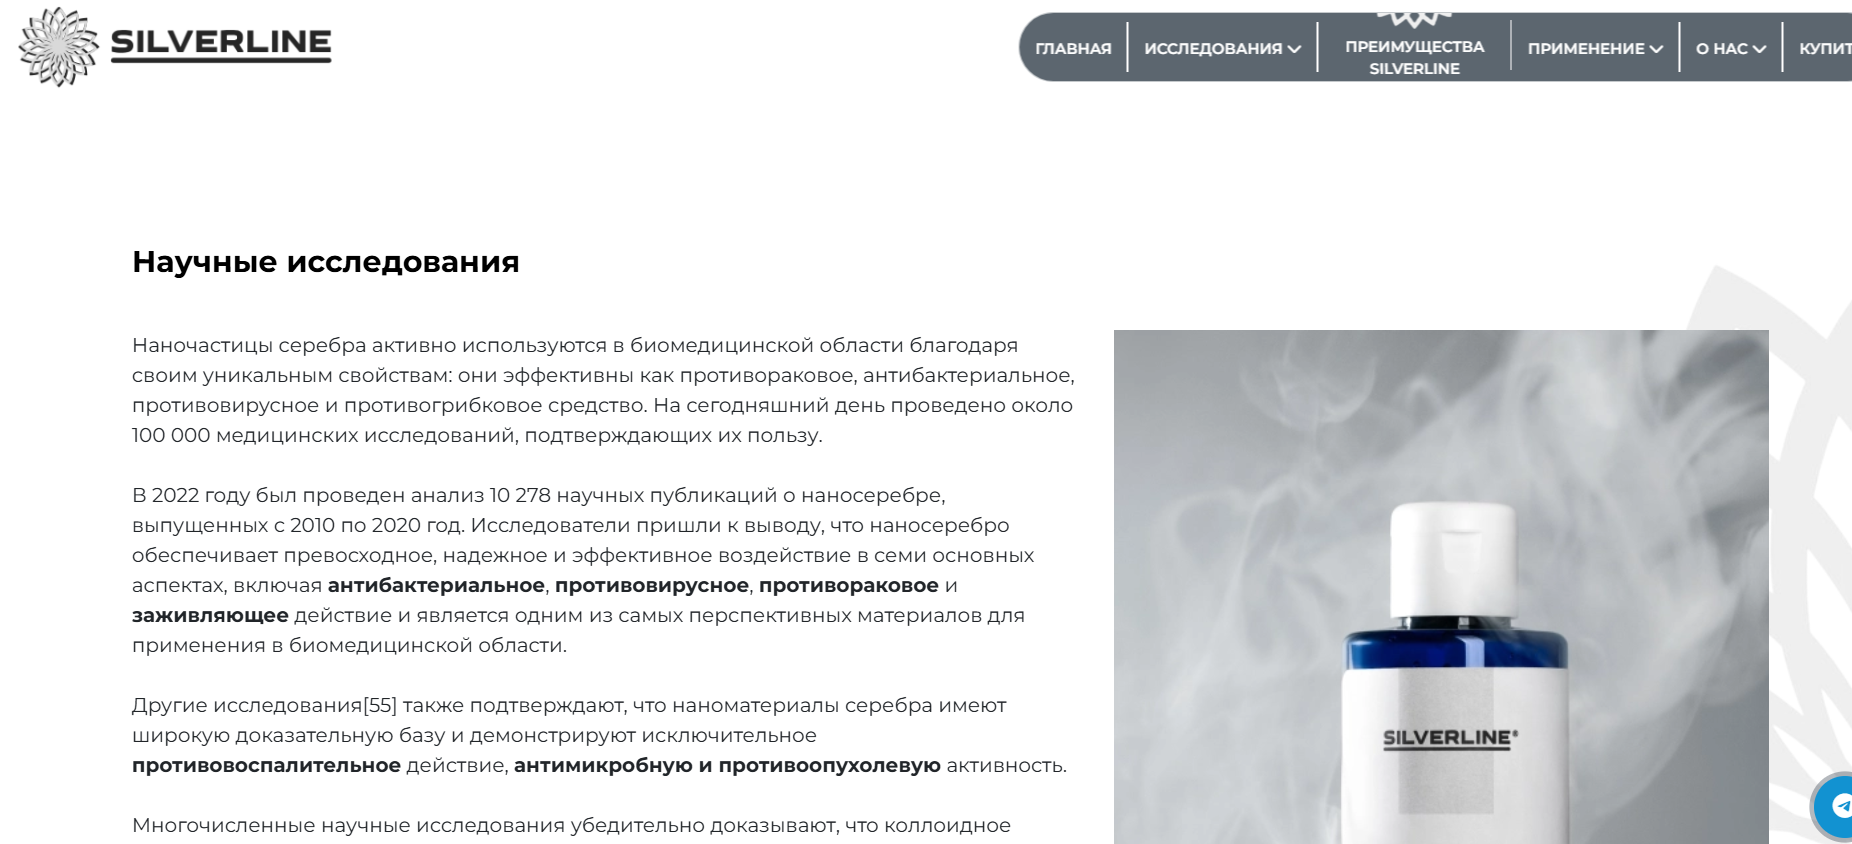 SILVERLINE
ГЛАВНАЯ
ИССЛЕДОВАНИЯ
ПРЕИМУЩЕСТВА
SILVERLINE
ПРИМЕНЕНИЕ
О НАС
КУПИТ
Научные исследования
Наночастицы серебра активно используются в биомедицинской области благодаря
своим уникальным свойствам: они эффективны как противораковое, антибактериальное,
противовирусное и противогрибковое средство. На сегодняшний день проведено около
100 000 медицинских исследований, подтверждающих их пользу.
В 2022 году был проведен анализ 10 278 научных публикаций о наносеребре,
выпущенных с 2010 по 2020 год. Исследователи пришли к выводу, что наносеребро
обеспечивает превосходное, надежное и эффективное воздействие в семи основных
аспектах, включая антибактериальное, противовирусное, противораковое и
заживляющее действие и является одним из самых перспективных материалов для
применения в биомедицинской области.
Другие исследования[55] также подтверждают, что наноматериалы серебра имеют
широкую доказательную базу и демонстрируют исключительное
противовоспалительное действие, антимикробную и противоопухолевую активность.
Многочисленные научные исследования убедительно доказывают, что коллоидное
SILVERLINE®